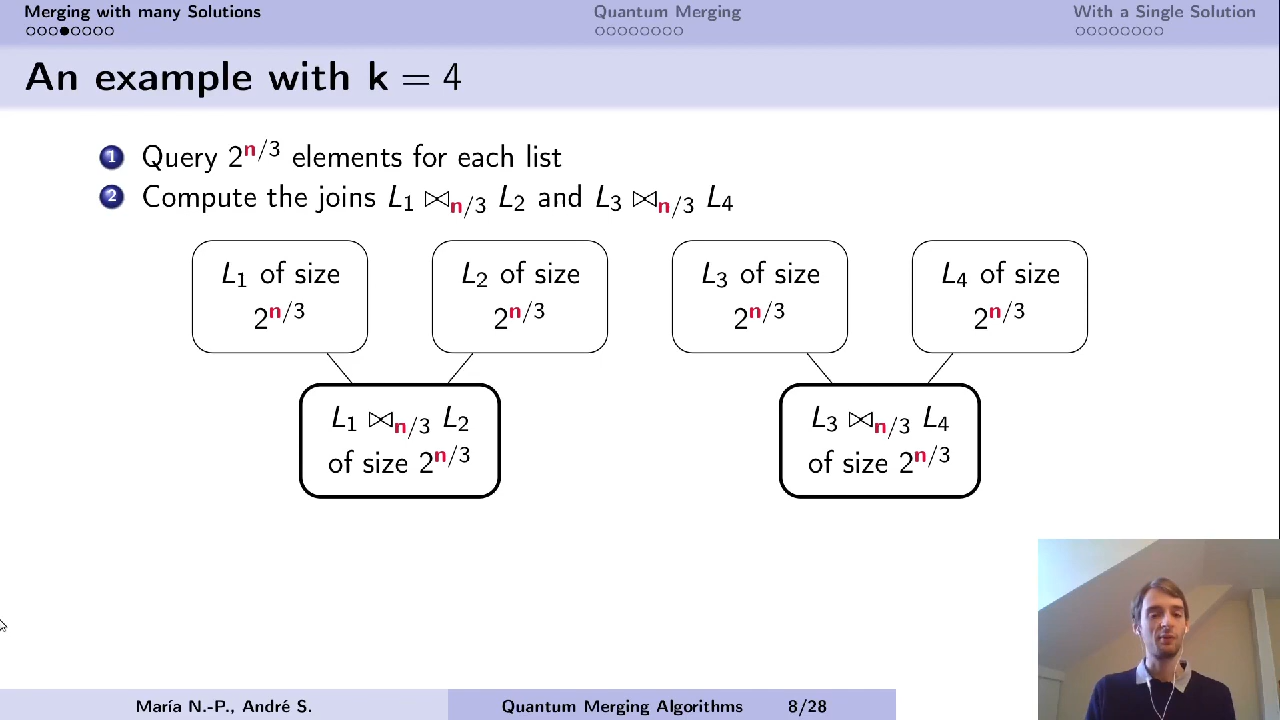 Merging with many Solutions
Quantum Merging
With a Single Solution
An example with k = 4
1 Query 2^{n/3} elements for each list
2 Compute the joins L₁ ⋈_{n/3} L₂ and L₃ ⋈_{n/3} L₄
L₁ of size
2^{n/3}
L₂ of size
2^{n/3}
L₃ of size
2^{n/3}
L₄ of size
2^{n/3}
L₁ ⋈_{n/3} L₂
of size 2^{n/3}
L₃ ⋈_{n/3} L₄
of size 2^{n/3}
María N.-P., André S.
Quantum Merging Algorithms
8/28